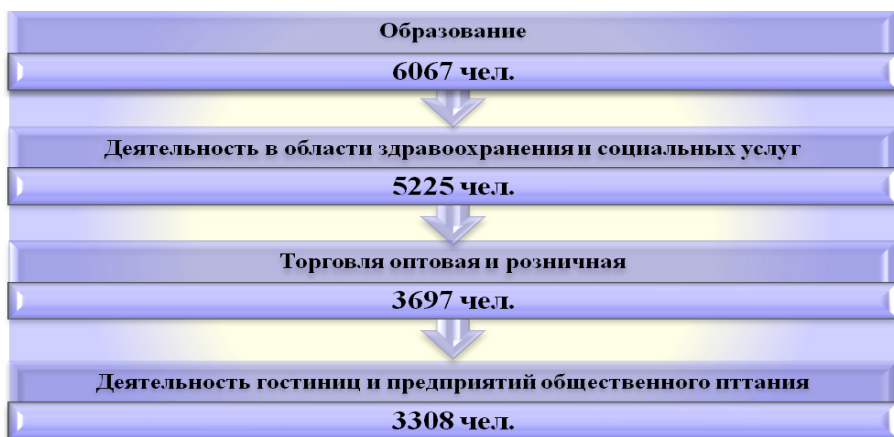 Образование
6067 чел.
Деятельность в области здравоохранения и социальных услуг
5225 чел.
Торговля оптовая и розничная
3697 чел.
Деятельность гостиниц и предприятий общественного пттания
3308 чел.